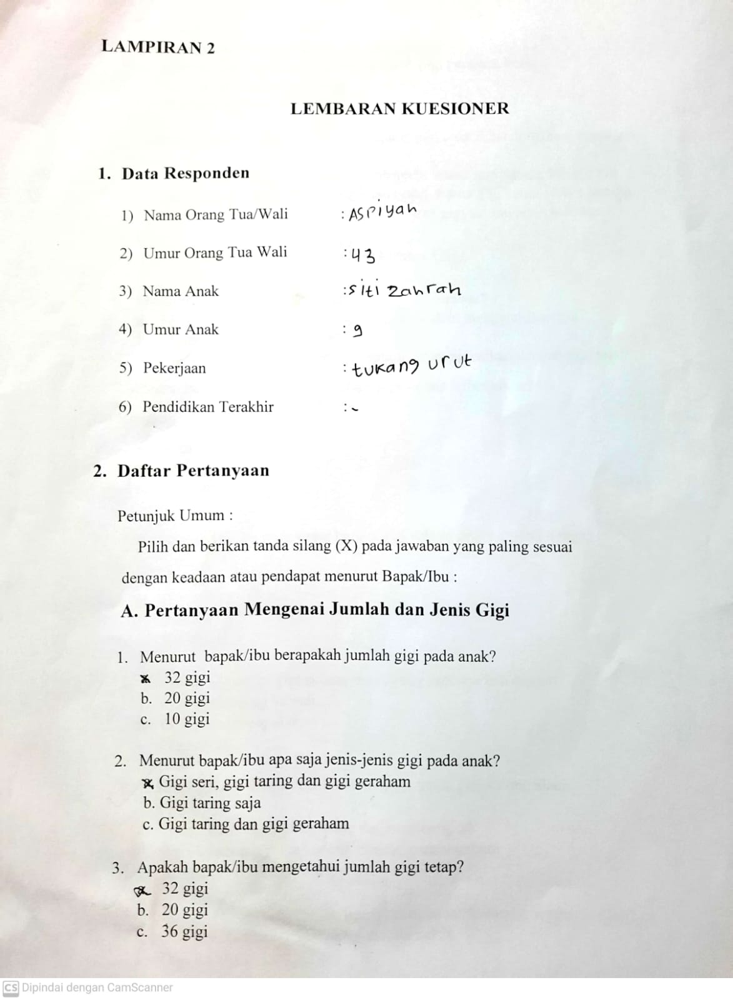 LAMPIRAN 2
LEMBARAN KUESIONER
1. Data Responden
1) Nama Orang Tua/Wali : ASPiyah
2) Umur Orang Tua Wali : 43
3) Nama Anak : siti zahrah
4) Umur Anak : 9
5) Pekerjaan : tukang urut
6) Pendidikan Terakhir : -
2. Daftar Pertanyaan
Petunjuk Umum :
Pilih dan berikan tanda silang (X) pada jawaban yang paling sesuai
dengan keadaan atau pendapat menurut Bapak/Ibu :
A. Pertanyaan Mengenai Jumlah dan Jenis Gigi
1. Menurut bapak/ibu berapakah jumlah gigi pada anak?
X 32 gigi
b. 20 gigi
c. 10 gigi
2. Menurut bapak/ibu apa saja jenis-jenis gigi pada anak?
X Gigi seri, gigi taring dan gigi geraham
b. Gigi taring saja
c. Gigi taring dan gigi geraham
3. Apakah bapak/ibu mengetahui jumlah gigi tetap?
X 32 gigi
b. 20 gigi
c. 36 gigi
CS Dipindai dengan CamScanner